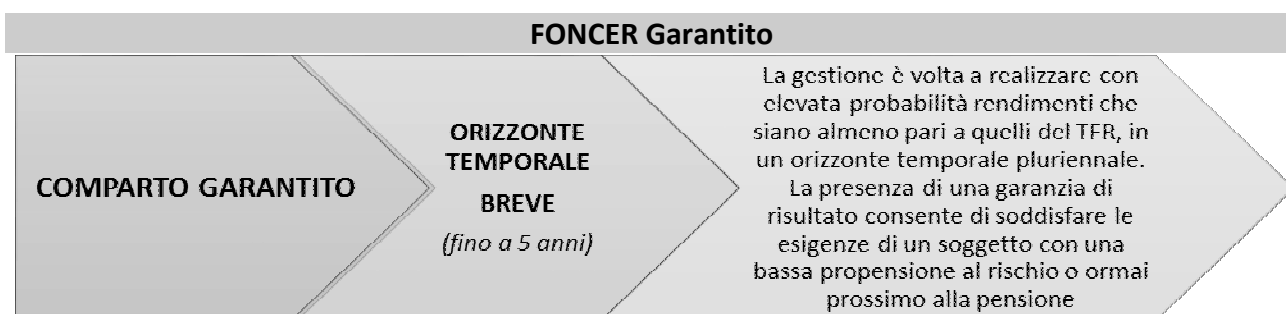 FONCER Garantito
COMPARTO GARANTITO
ORIZZONTE
TEMPORALE
BREVE
(fino a 5 anni)
La gestione è volta a realizzare con
elevata probabilità rendimenti che
siano almeno pari a quelli del TFR, in
un orizzonte temporale pluriennale.
La presenza di una garanzia di
risultato consente di soddisfare le
esigenze di un soggetto con una
bassa propensione al rischio o ormai
prossimo alla pensione